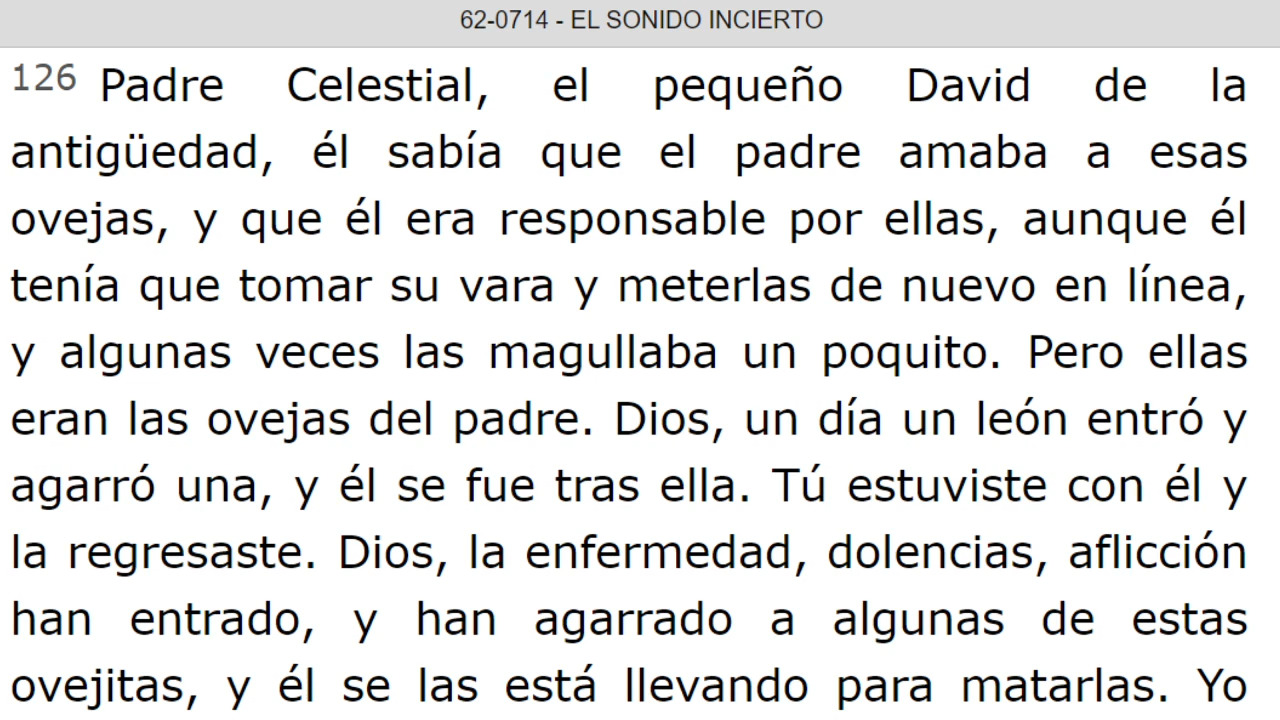 62-0714 - EL SONIDO INCIERTO
126 Padre Celestial, el pequeño David de la
antigüedad, él sabía que el padre amaba a esas
ovejas, y que él era responsable por ellas, aunque él
tenía que tomar su vara y meterlas de nuevo en línea,
y algunas veces las magullaba un poquito. Pero ellas
eran las ovejas del padre. Dios, un día un león entró y
agarró una, y él se fue tras ella. Tú estuviste con él y
la regresaste. Dios, la enfermedad, dolencias, aflicción
han entrado, y han agarrado a algunas de estas
ovejitas, y él se las está llevando para matarlas. Yo